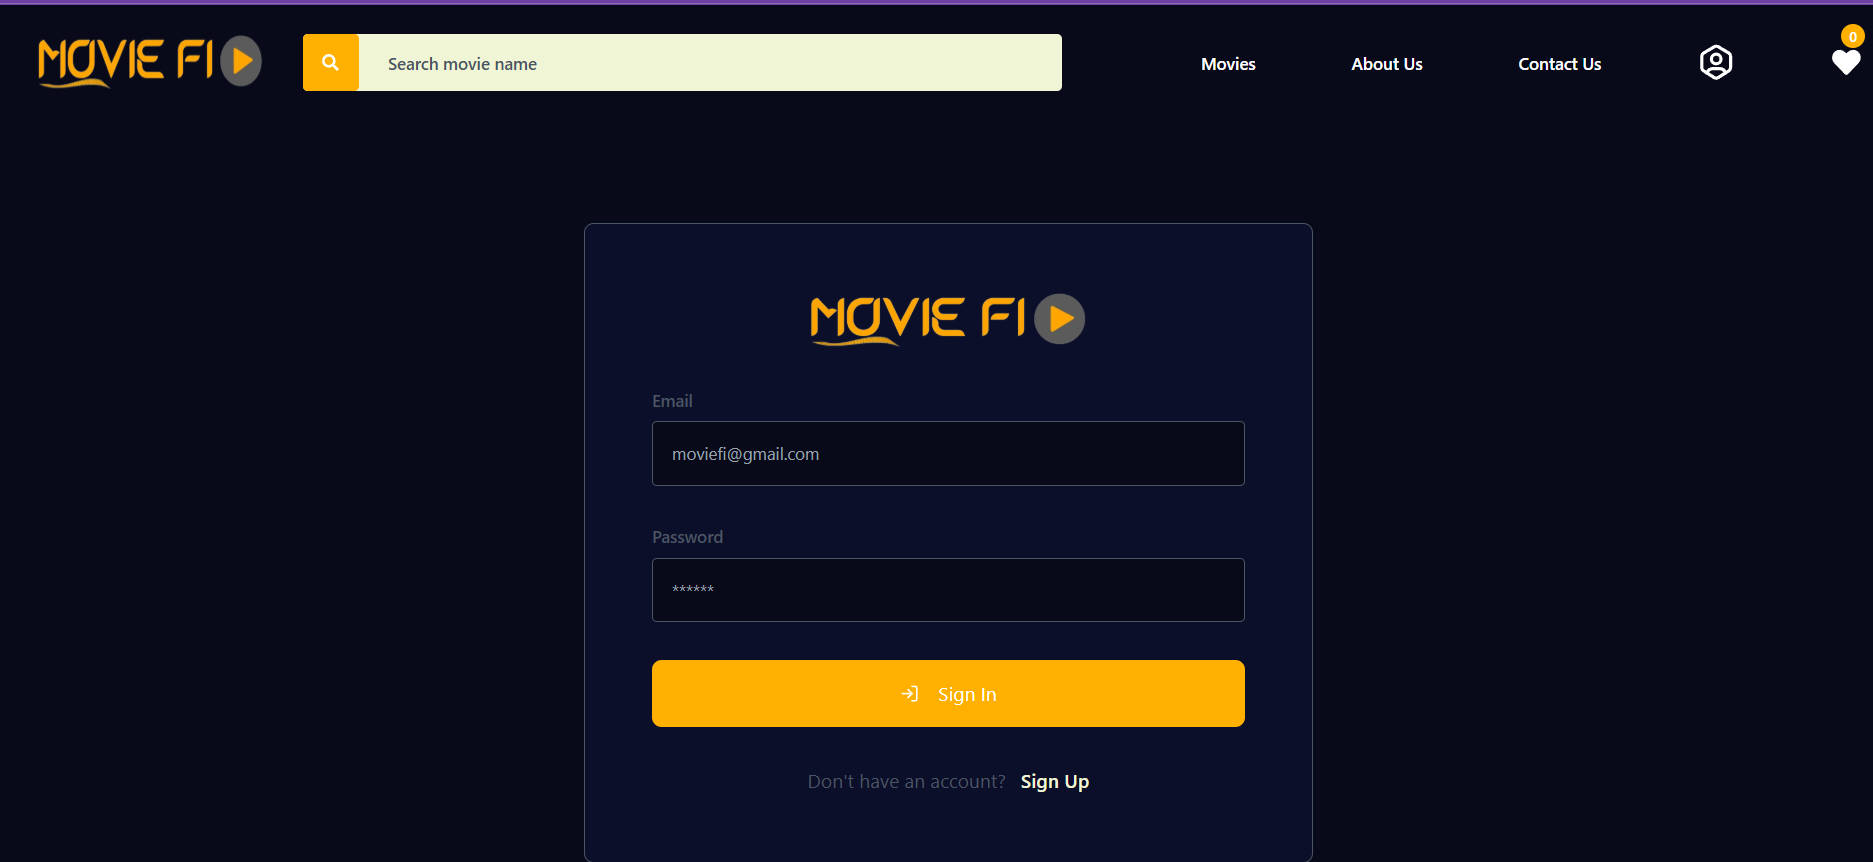 MOVIE FI
Search movie name
Movies
About Us
Contact Us
0
MOVIE FI
Email
moviefi@gmail.com
Password
******
Sign In
Don't have an account? Sign Up